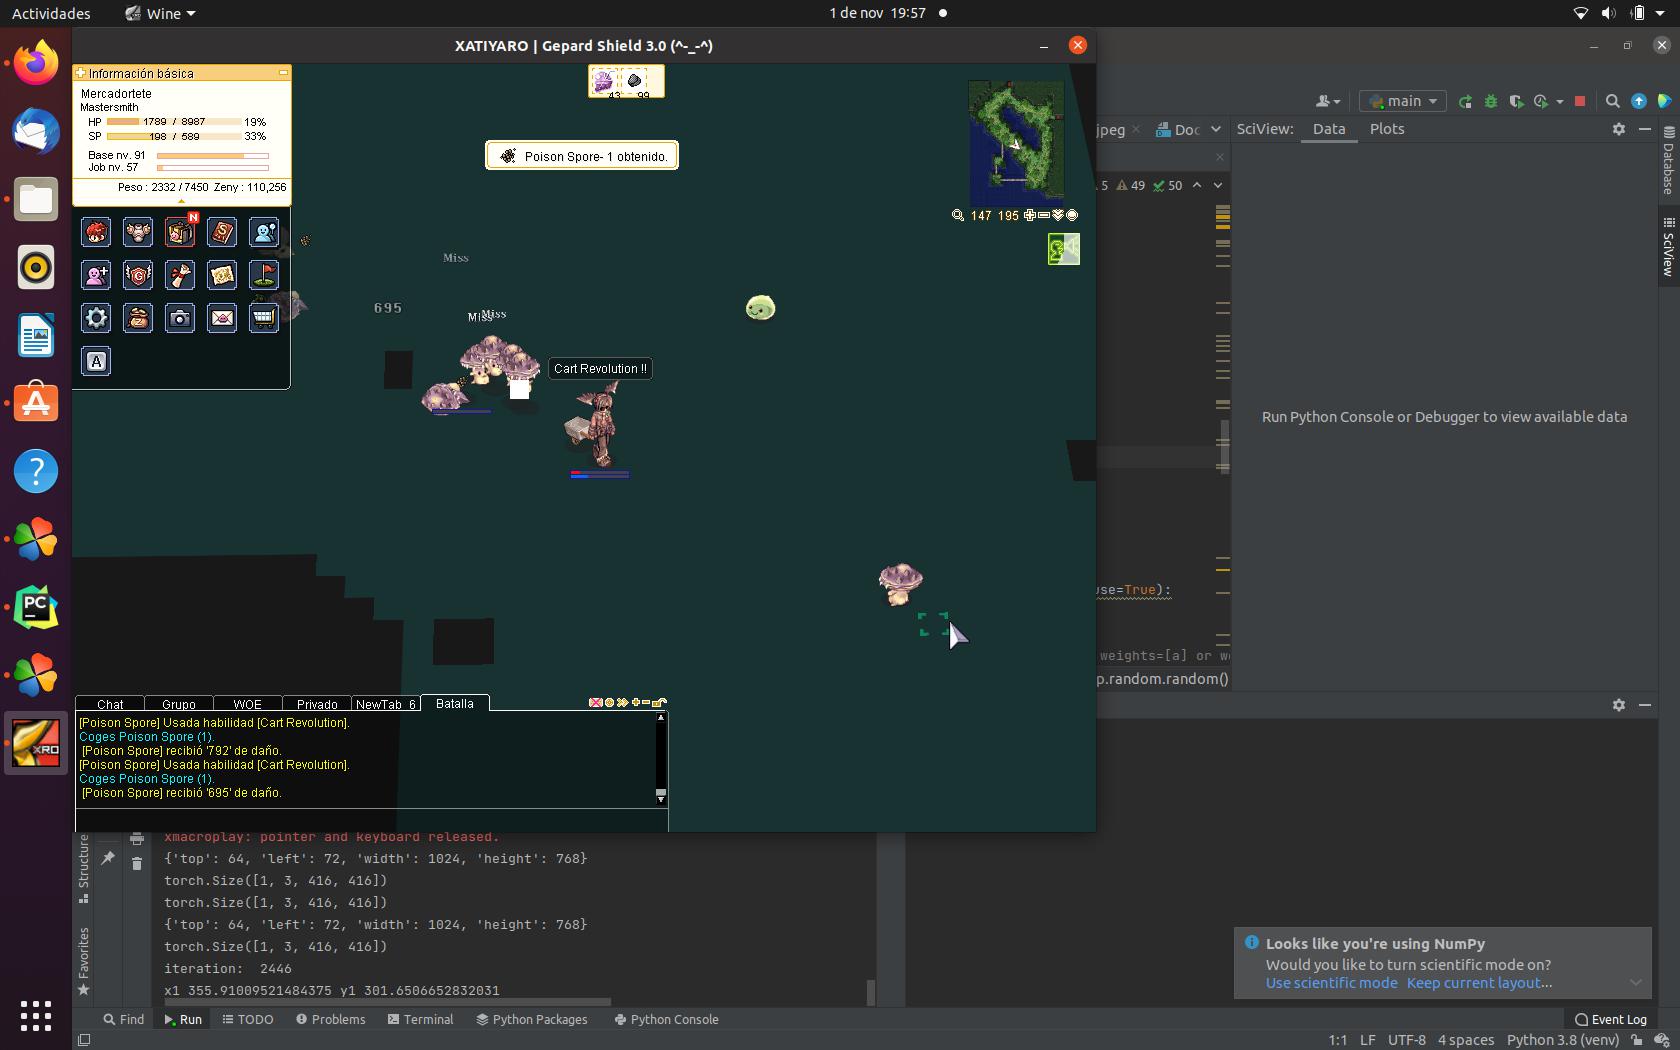 Actividades
Wine
1 de nov 19:57
XATIYARO | Gepard Shield 3.0 (^-_-^)
Información básica
Mercadortete
Mastersmith
HP 1789 / 8987 19%
SP 198 / 589 33%
Base nv. 91
Job nv. 57
Peso : 2332 / 7450 Zeny : 110,256
43 99
Poison Spore- 1 obtenido.
147 195
N
A
Miss
695
Miss
Miss
Cart Revolution !!
Chat Grupo WOE Privado NewTab_6 Batalla
[Poison Spore] Usada habilidad [Cart Revolution].
Coges Poison Spore (1).
[Poison Spore] recibió '792' de daño.
[Poison Spore] Usada habilidad [Cart Revolution].
Coges Poison Spore (1).
[Poison Spore] recibió '695' de daño.
main
jpeg
Doc
SciView: Data Plots
5 49 50
Database
SciView
Run Python Console or Debugger to view available data
use=True):
weights=[a] or w
p.random.random()
PC
XRO
Structure
Favorites
xmacroplay: pointer and keyboard released.
{'top': 64, 'left': 72, 'width': 1024, 'height': 768}
torch.Size([1, 3, 416, 416])
torch.Size([1, 3, 416, 416])
{'top': 64, 'left': 72, 'width': 1024, 'height': 768}
torch.Size([1, 3, 416, 416])
iteration: 2446
x1 355.91009521484375 y1 301.6506652832031
Looks like you're using NumPy
Would you like to turn scientific mode on?
Use scientific mode Keep current layout...
Find Run TODO Problems Terminal Python Packages Python Console
Event Log
1:1 LF UTF-8 4 spaces Python 3.8 (venv)